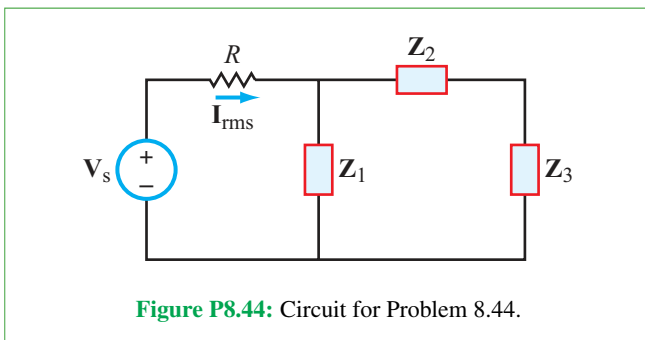 R
Z2
Irms
Vs
+
−
Z1
Z3
Figure P8.44: Circuit for Problem 8.44.